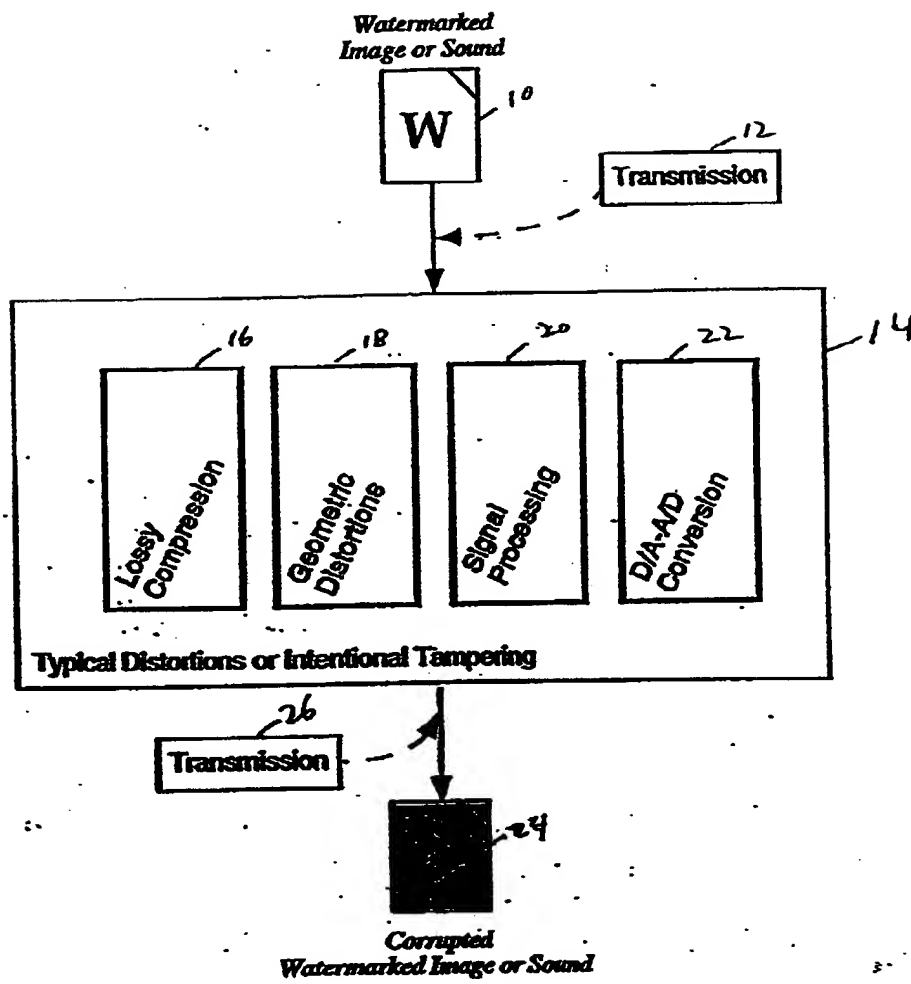 Watermarked
Image or Sound
10
W
12
Transmission
14
16
18
20
22
Lossy
Compression
Geometric
Distortions
Signal
Processing
D/A-A/D
Conversion
Typical Distortions or Intentional Tampering
26
Transmission
24
Corrupted
Watermarked Image or Sound